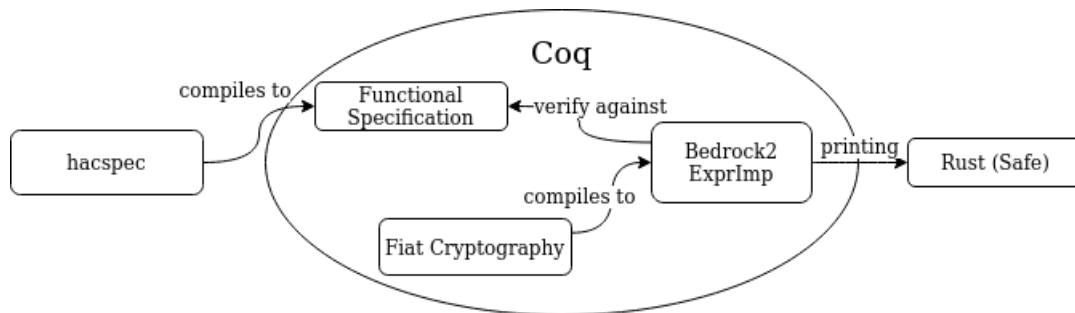 Coq
compiles to
Functional
Specification
verify against
hacspec
Bedrock2
ExprImp
printing
Rust (Safe)
compiles to
Fiat Cryptography